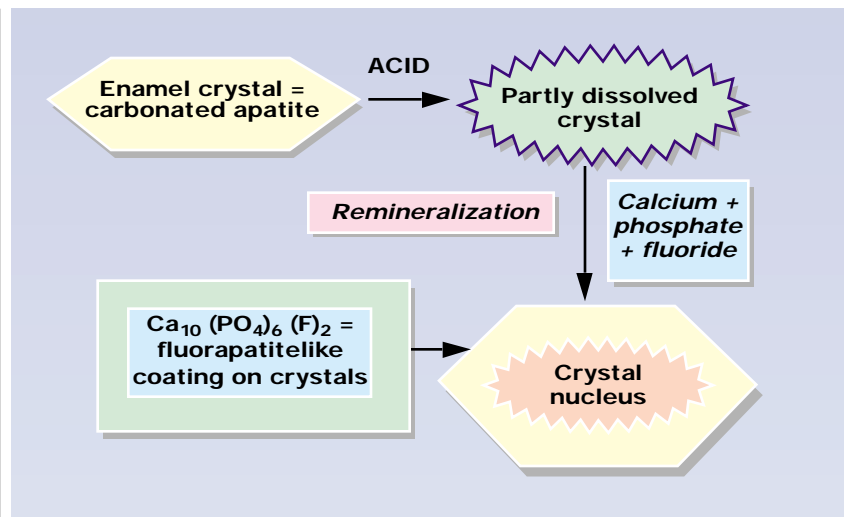 Enamel crystal =
carbonated apatite
ACID
Partly dissolved
crystal
Remineralization
Calcium +
phosphate
+ fluoride
Ca₁₀ (PO₄)₆ (F)₂ =
fluorapatitelike
coating on crystals
Crystal
nucleus